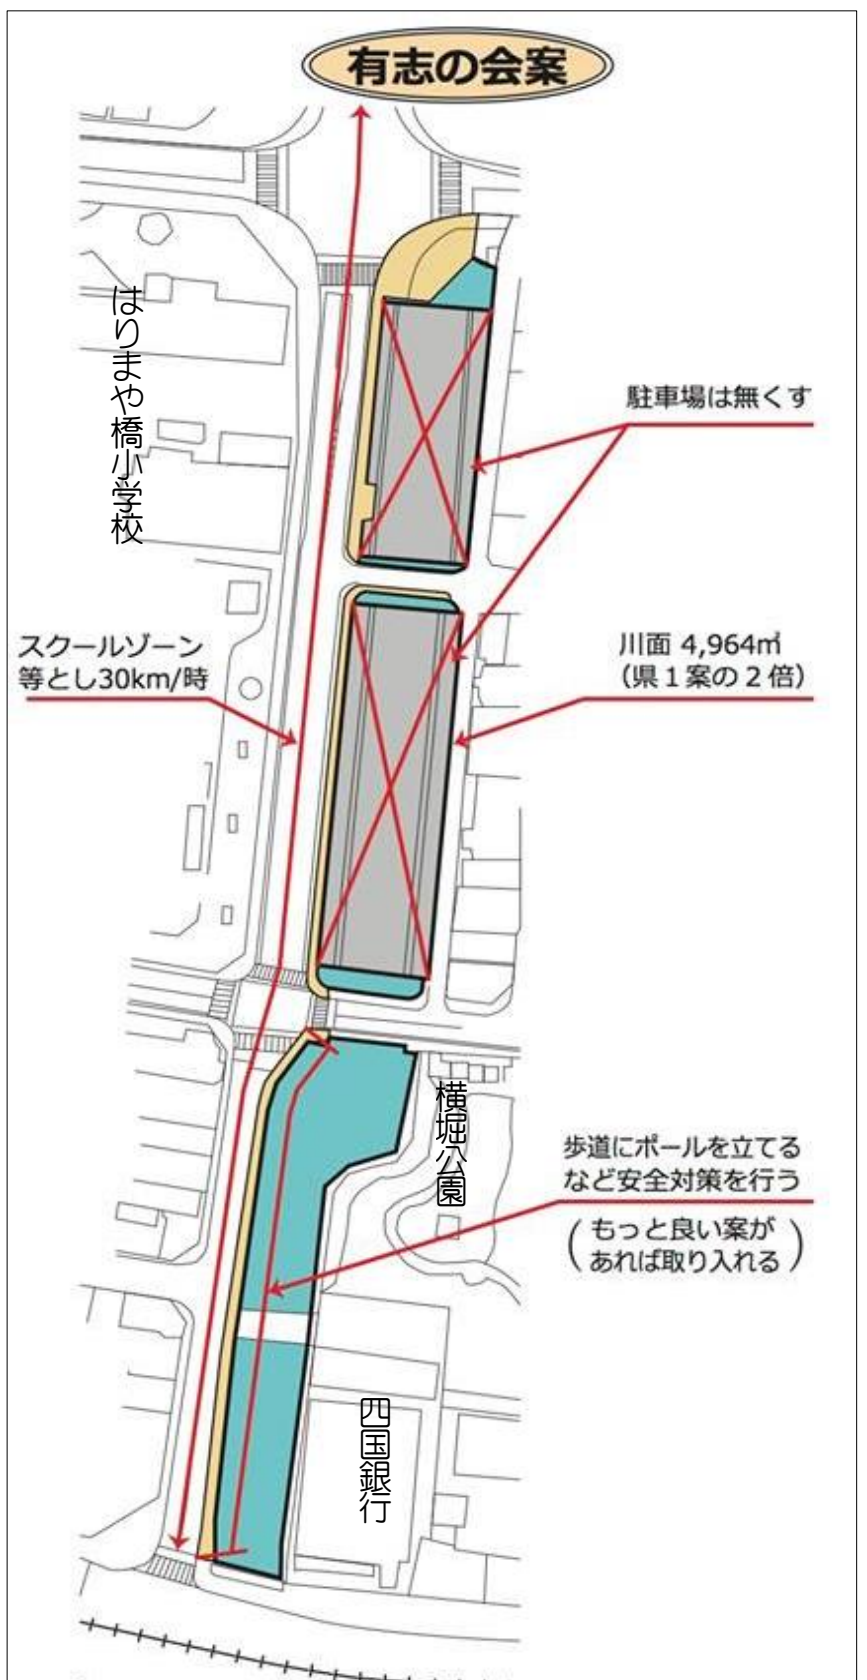 有志の会案
はりまや橋小学校
駐車場は無くす
スクールゾーン
等とし30km/時
川面 4,964㎡
（県１案の２倍）
横堀公園
歩道にポールを立てる
など安全対策を行う
（もっと良い案が
あれば取り入れる）
四国銀行